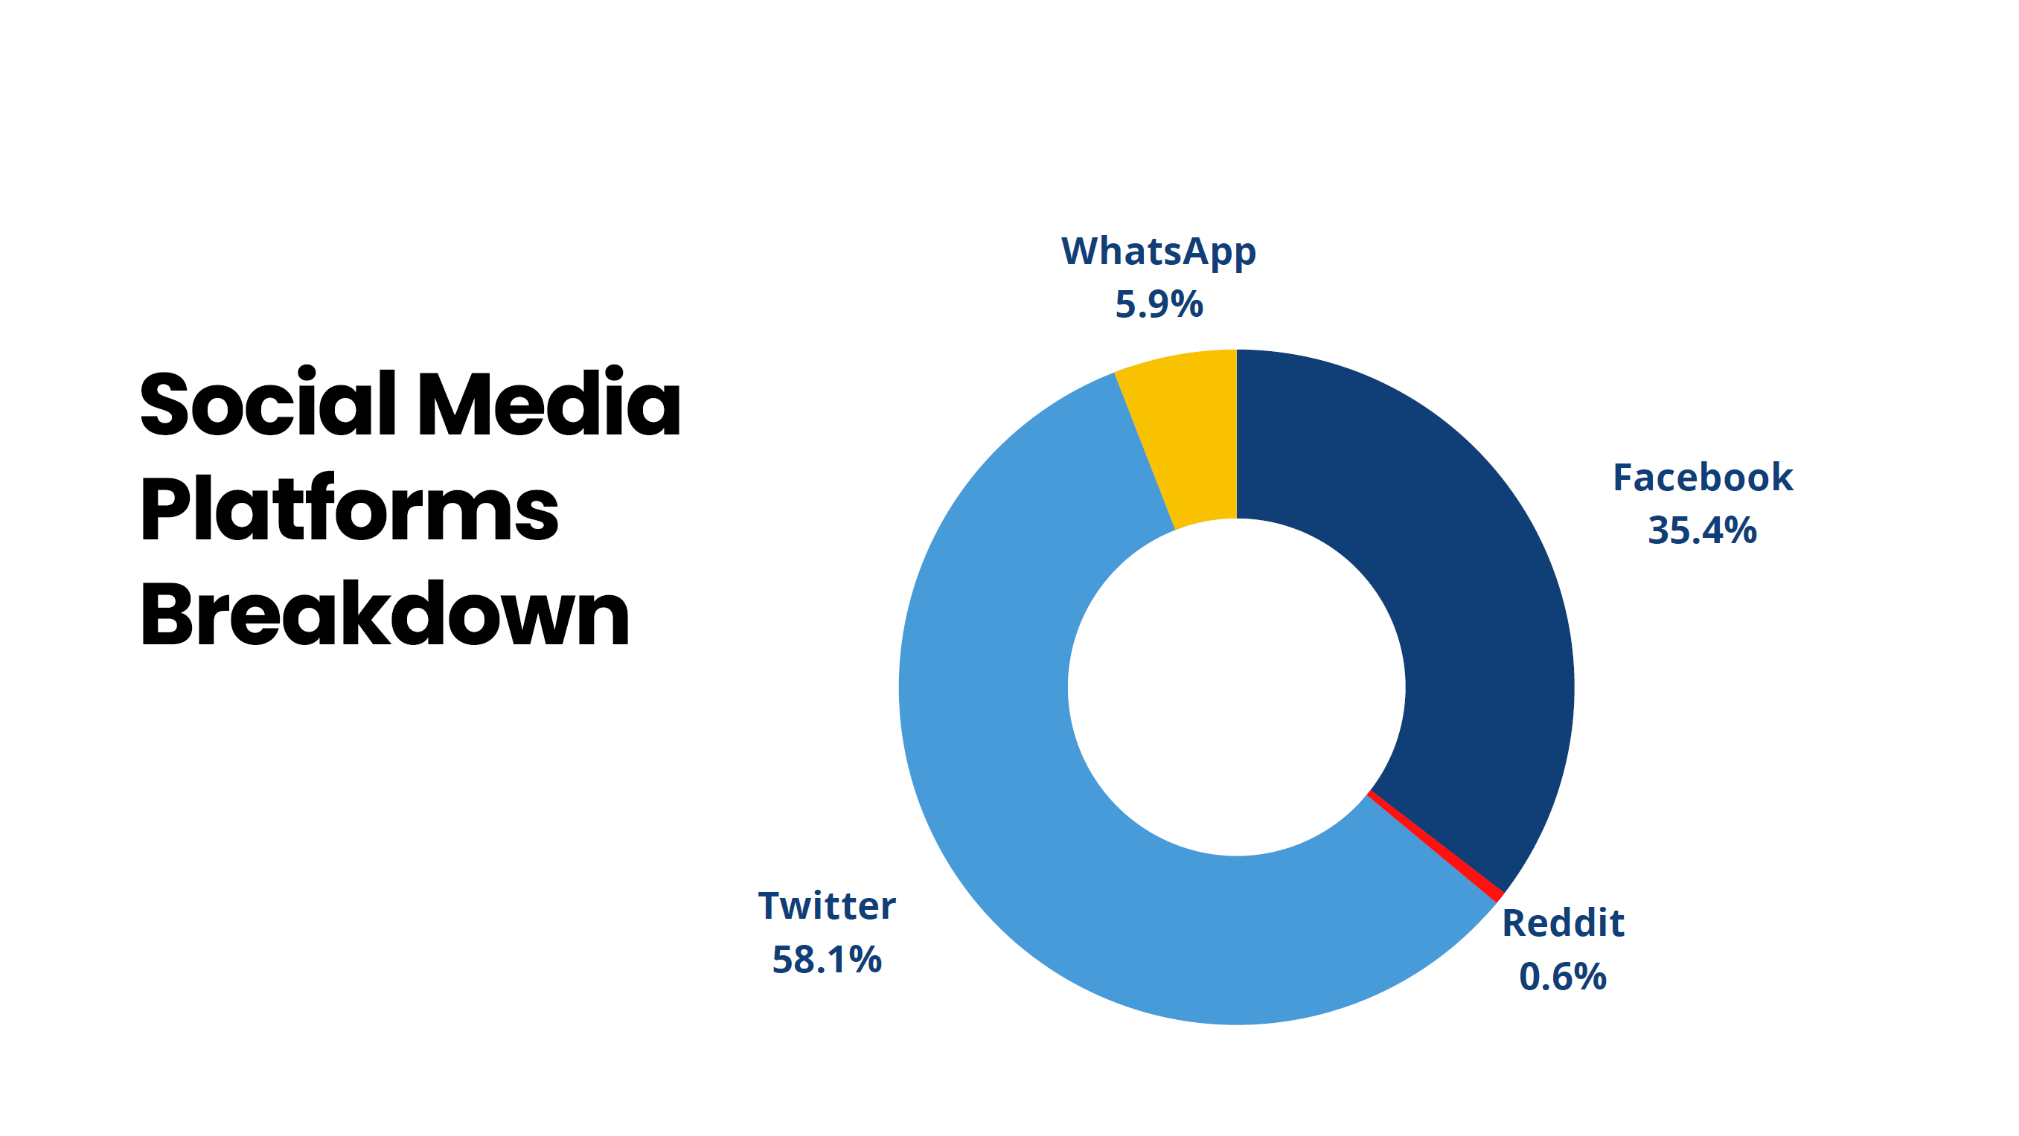 Social Media
Platforms
Breakdown
WhatsApp
5.9%
Facebook
35.4%
Twitter
58.1%
Reddit
0.6%